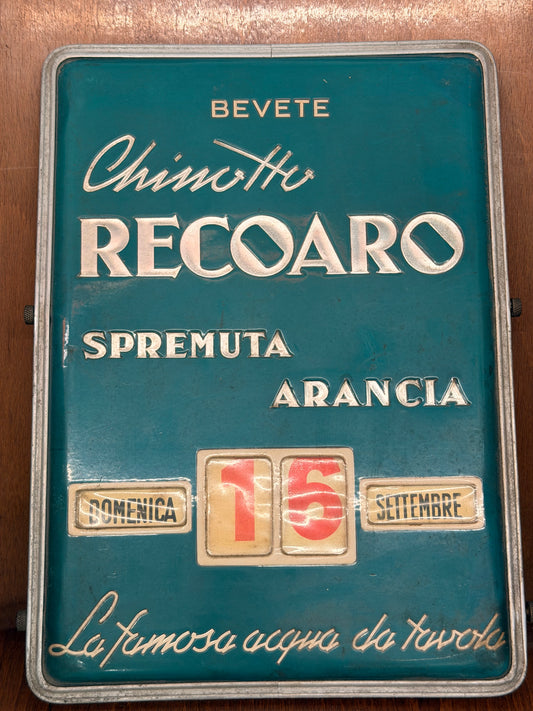 BEVETE
Chinotto
RECOARO
SPREMUTA
ARANCIA
DOMENICA 16 SETTEMBRE
La famosa acqua da tavola